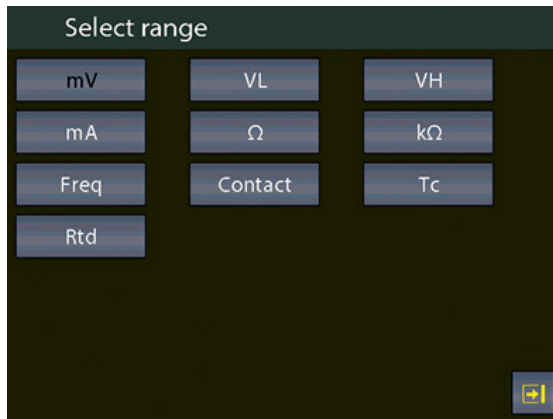 Select range
mV VL VH
mA Ω kΩ
Freq Contact Tc
Rtd